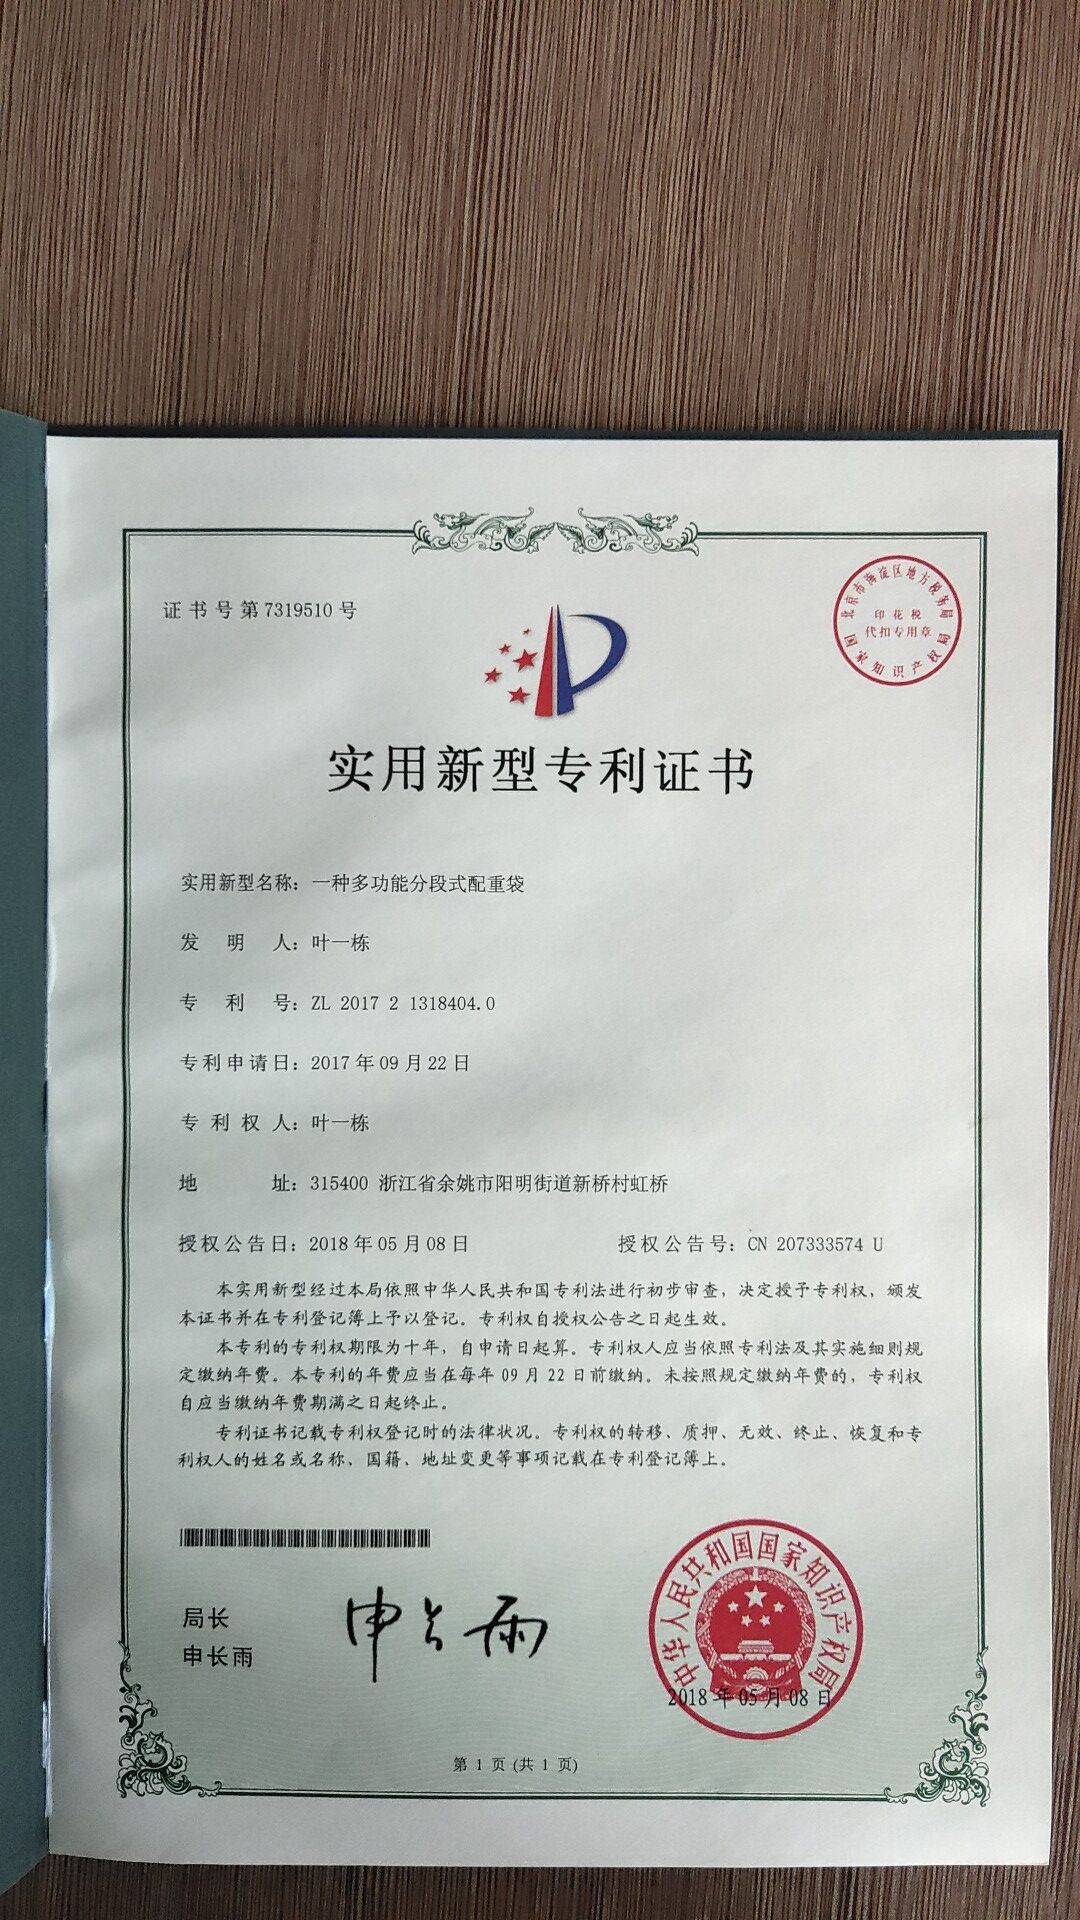 证书号第7319510号
北京市海淀区地方税务局
印花税
代扣专用章
国家知识产权局
实用新型专利证书
实用新型名称：一种多功能分段式配重袋
发明人：叶一栋
专利号：ZL 2017 2 1318404.0
专利申请日：2017年09月22日
专利权人：叶一栋
地址：315400 浙江省余姚市阳明街道新桥村虹桥
授权公告日：2018年05月08日 授权公告号：CN 207333574 U
本实用新型经过本局依照中华人民共和国专利法进行初步审查，决定授予专利权，颁发
本证书并在专利登记簿上予以登记。专利权自授权公告之日起生效。
本专利的专利权期限为十年，自申请日起算。专利权人应当依照专利法及其实施细则规
定缴纳年费。本专利的年费应当在每年09月22日前缴纳。未按照规定缴纳年费的，专利权
自应当缴纳年费期满之日起终止。
专利证书记载专利权登记时的法律状况。专利权的转移、质押、无效、终止、恢复和专
利权人的姓名或名称、国籍、地址变更等事项记载在专利登记簿上。
局长
申长雨
申长雨
中华人民共和国国家知识产权局
2018年05月08日
第1页(共1页)